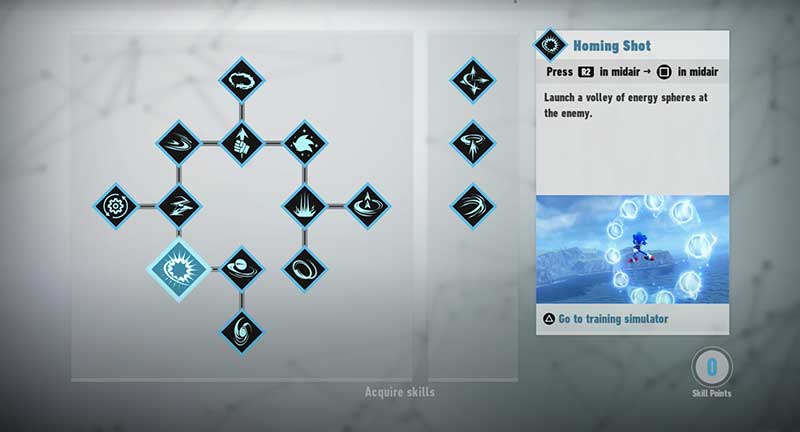 Homing Shot
Press R2 in midair → in midair
Launch a volley of energy spheres at
the enemy.
Go to training simulator
0
Skill Points
Acquire skills